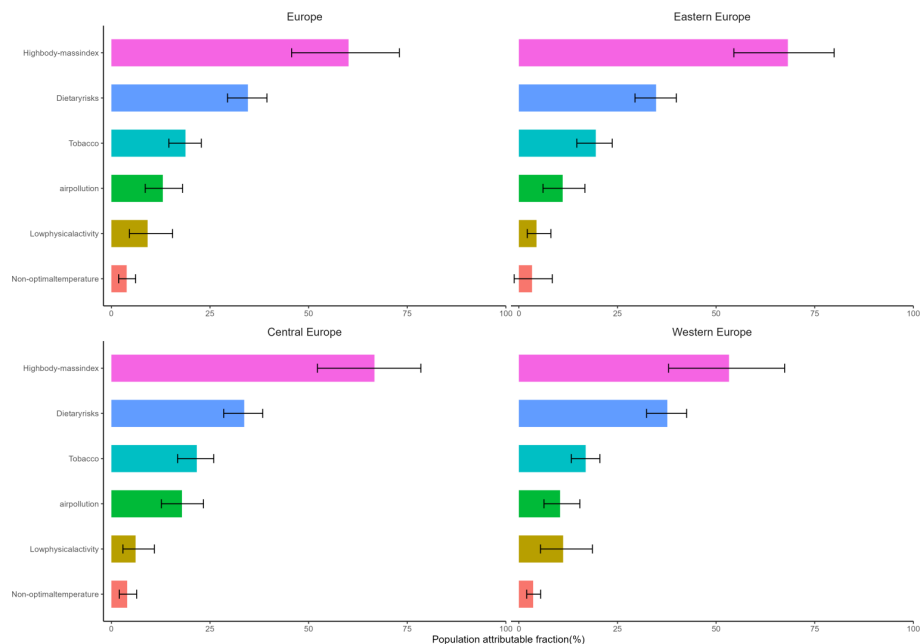 Europe
Eastern Europe
Highbody-massindex
Dietaryrisks
Tobacco
airpollution
Lowphysicalactivity
Non-optimaltemperature
0 25 50 75 100
0 25 50 75 100
Central Europe
Western Europe
Highbody-massindex
Dietaryrisks
Tobacco
airpollution
Lowphysicalactivity
Non-optimaltemperature
0 25 50 75 100
0 25 50 75 100
Population attributable fraction(%)